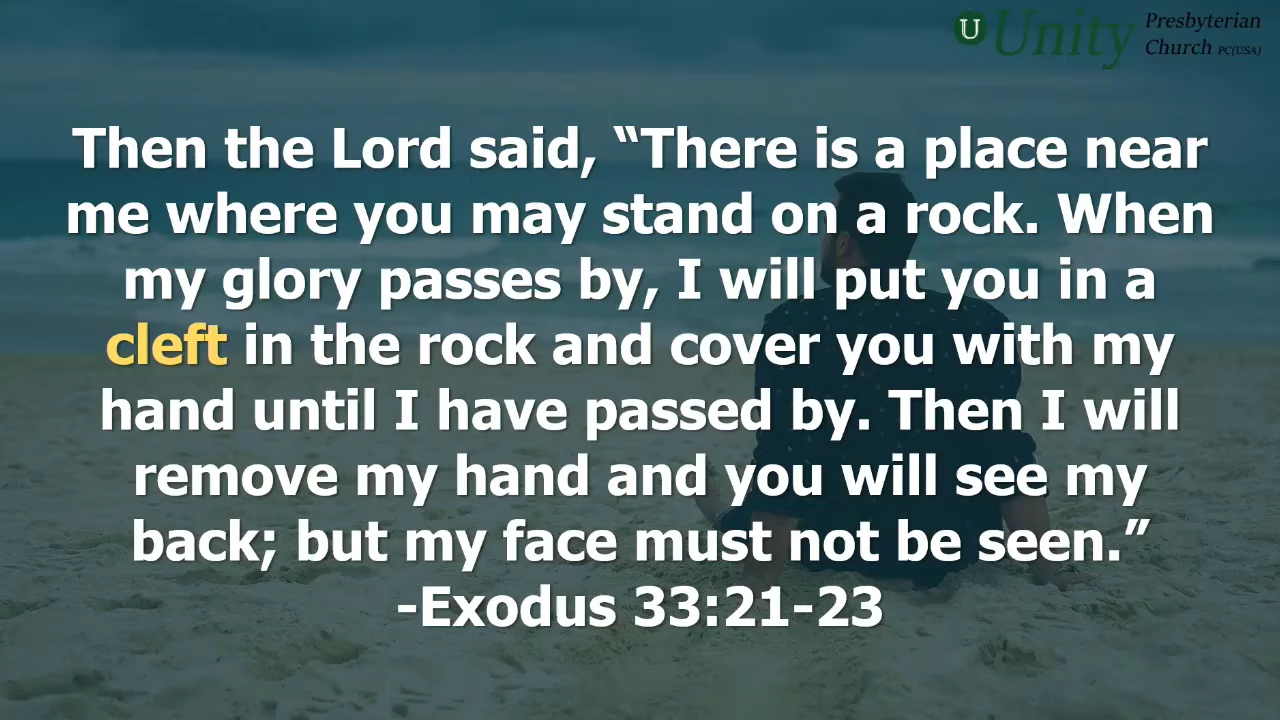 U Unity Presbyterian
Church PC(USA)
Then the Lord said, “There is a place near
me where you may stand on a rock. When
my glory passes by, I will put you in a
cleft in the rock and cover you with my
hand until I have passed by. Then I will
remove my hand and you will see my
back; but my face must not be seen.”
-Exodus 33:21-23